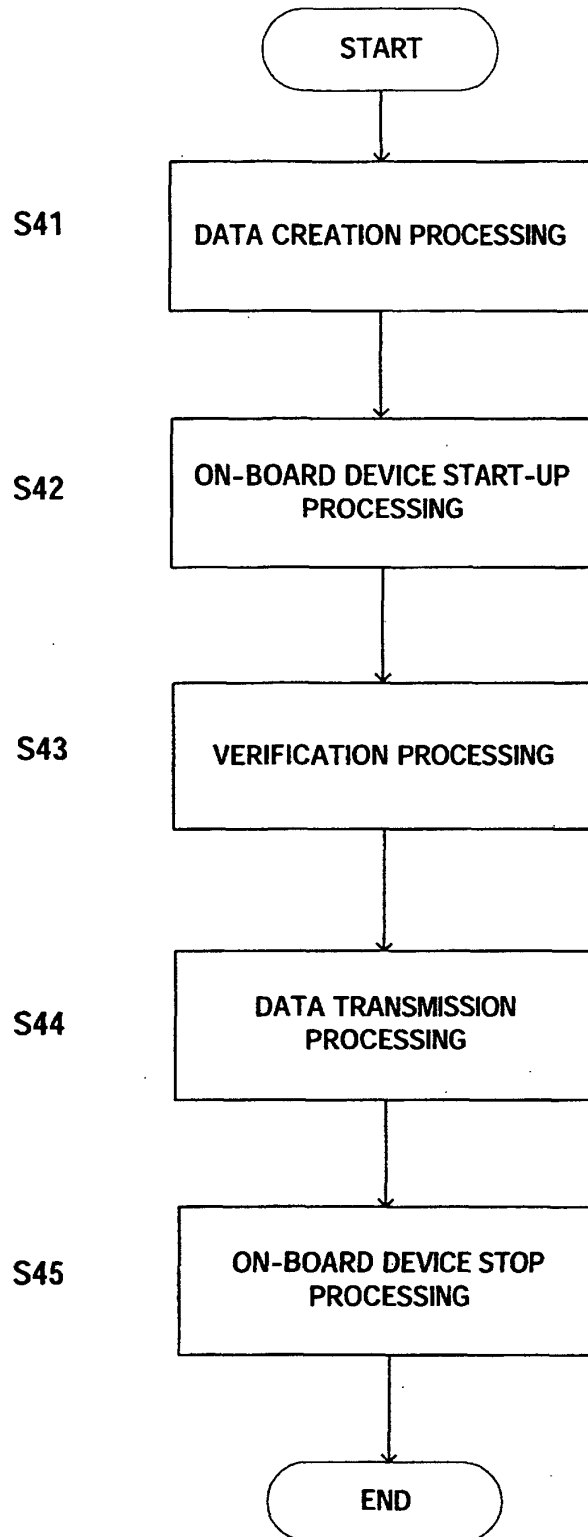 START
S41
DATA CREATION PROCESSING
S42
ON-BOARD DEVICE START-UP
PROCESSING
S43
VERIFICATION PROCESSING
S44
DATA TRANSMISSION
PROCESSING
S45
ON-BOARD DEVICE STOP
PROCESSING
END